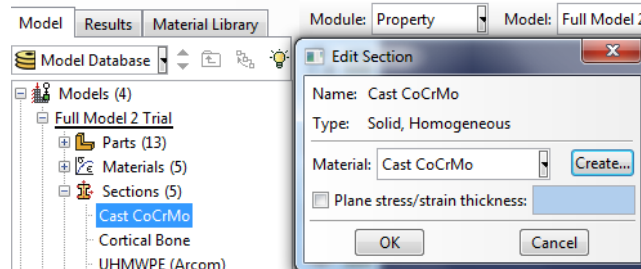 Model Results Material Library
Module: Property Model: Full Model 2
Model Database
Edit Section
Models (4)
Name: Cast CoCrMo
Full Model 2 Trial
Type: Solid, Homogeneous
Parts (13)
Materials (5)
Material: Cast CoCrMo Create...
Sections (5)
Plane stress/strain thickness:
Cast CoCrMo
Cortical Bone
OK Cancel
UHMWPE (Arcom)